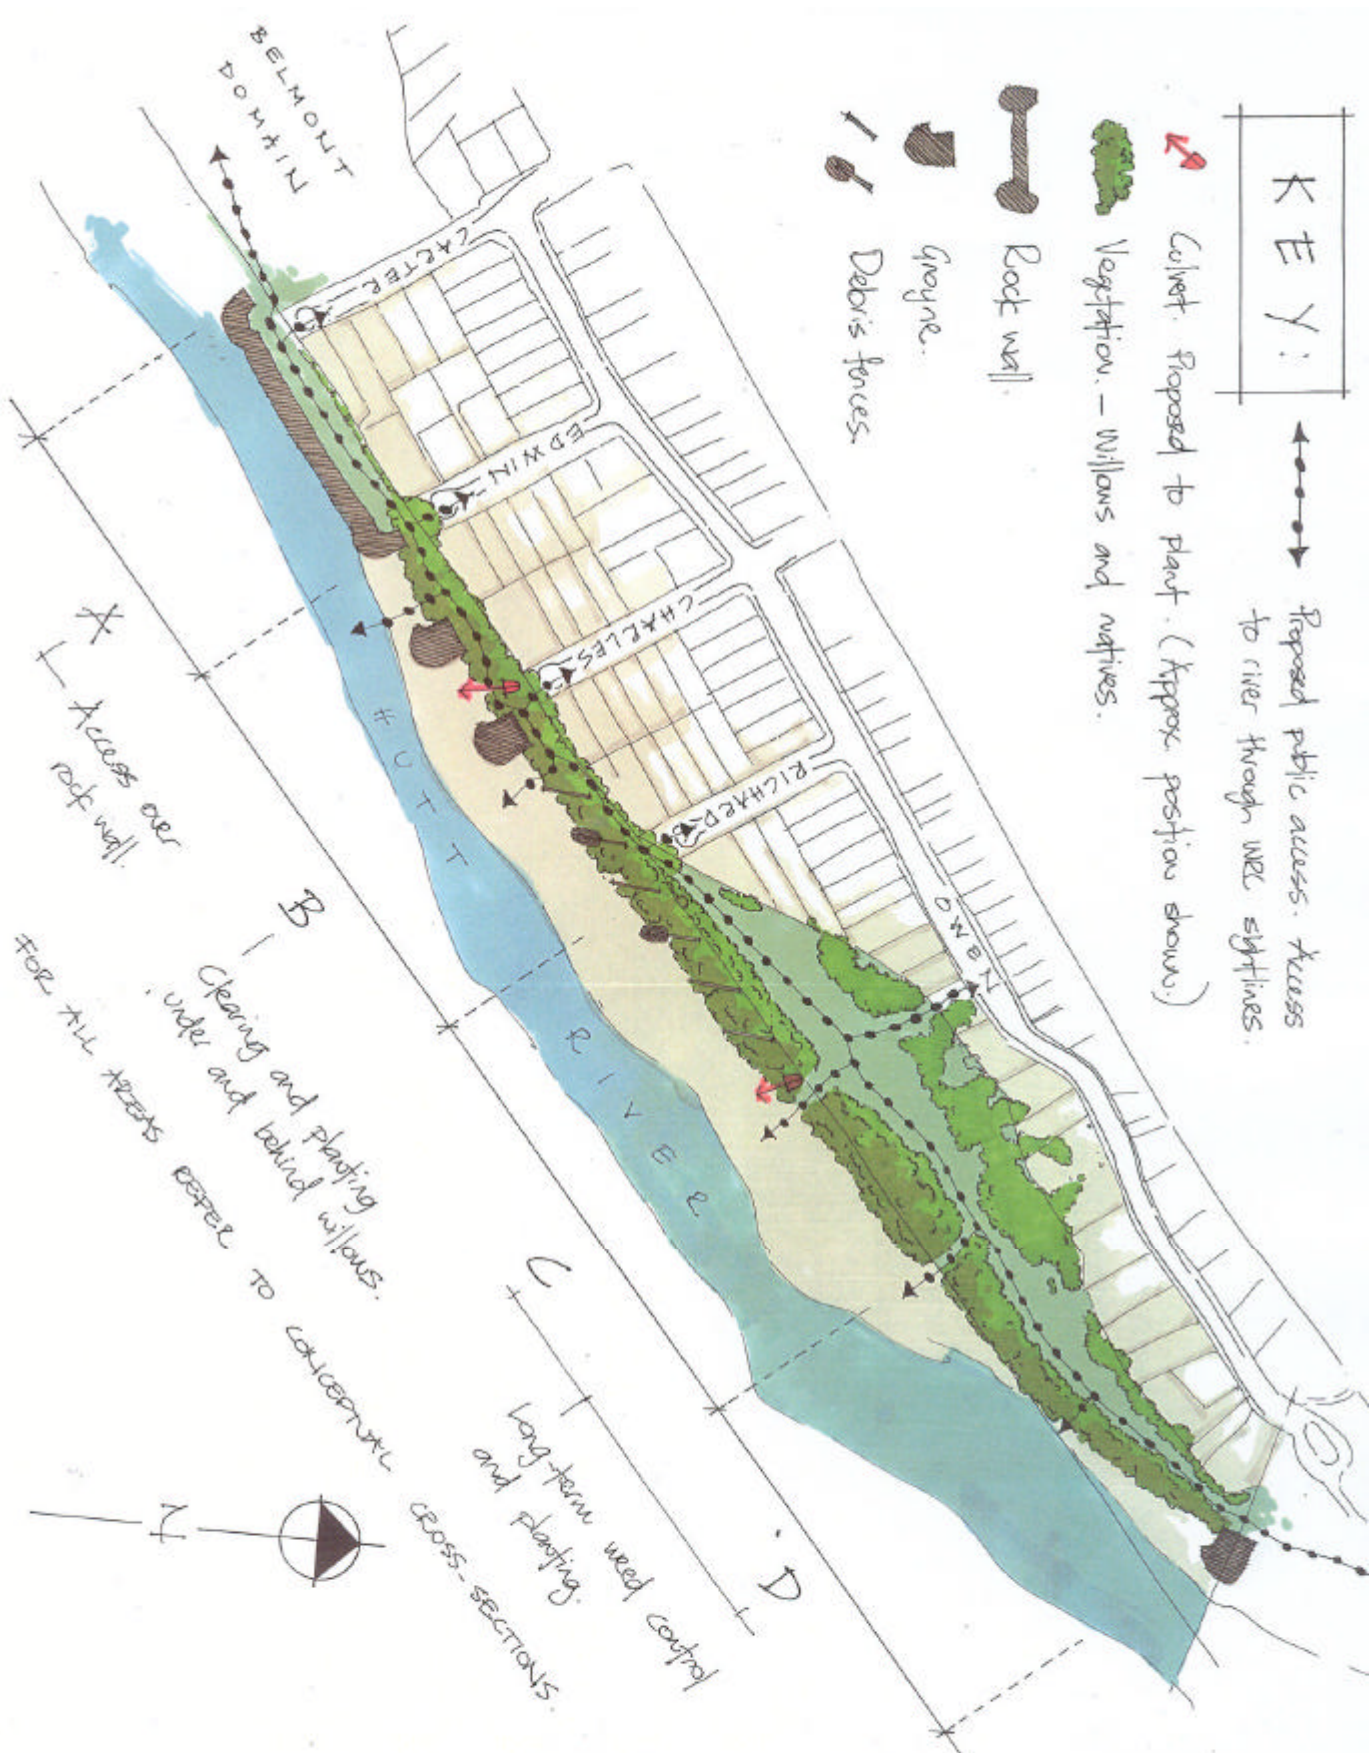 KEY:
Proposed public access. Access
to river through will sightlines.
Culvert. Proposed to plant. (Approx. position shown.)
Vegetation. - Willows and natives.
Rock wall.
Groyne.
Debris fences.
BELMONT
DOMAIN
CARTER
EDWIN
CHARLES
RICHARD
NOMEO
HUTT RIVER
A
Access over
rock wall.
B
Clearing and planting
under and behind willows.
C
D
Long-term weed control
and planting.
FOR ALL AREAS REFER TO CONCEPTUAL CROSS-SECTIONS.
N